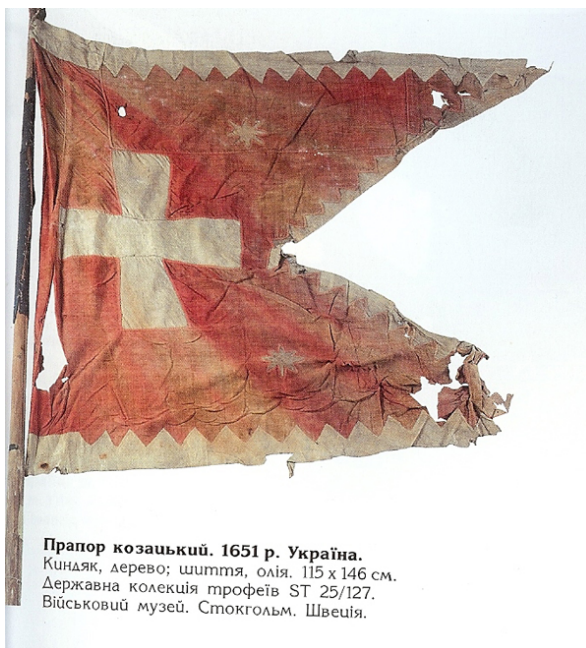 Прапор козацький. 1651 р. Україна.
Киндяк, дерево; шиття, олія. 115 x 146 см.
Державна колекція трофеїв ST 25/127.
Військовий музей. Стокгольм. Швеція.